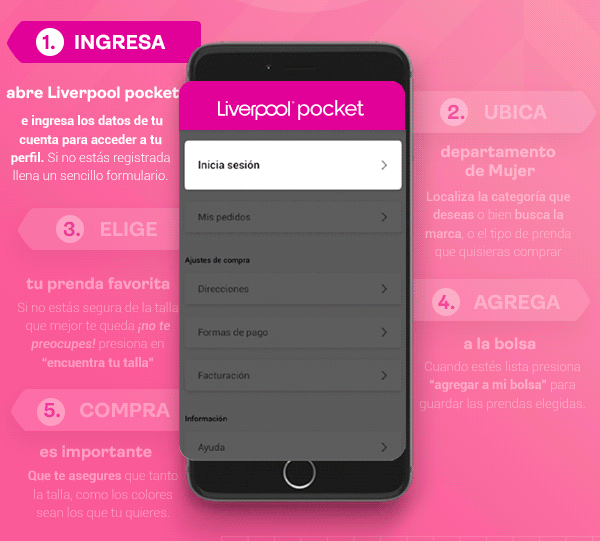 1. INGRESA
abre Liverpool pocket
e ingresa los datos de tu
cuenta para acceder a tu
perfil. Si no estás registrada
llena un sencillo formulario.
2. UBICA
departamento
de Mujer
Localiza la categoría que
deseas o bien busca la
marca, o el tipo de prenda
que quisieras comprar
3. ELIGE
tu prenda favorita
Si no estás segura de la talla
que mejor te queda ¡no te
preocupes! presiona en
“encuentra tu talla”
4. AGREGA
a la bolsa
Cuando estés lista presiona
“agregar a mi bolsa” para
guardar las prendas elegidas.
5. COMPRA
es importante
Que te asegures que tanto
la talla, como los colores
sean los que tu quieres.
Liverpool pocket
Inicia sesión
Mis pedidos
Ajustes de compra
Direcciones
Formas de pago
Facturación
Información
Ayuda